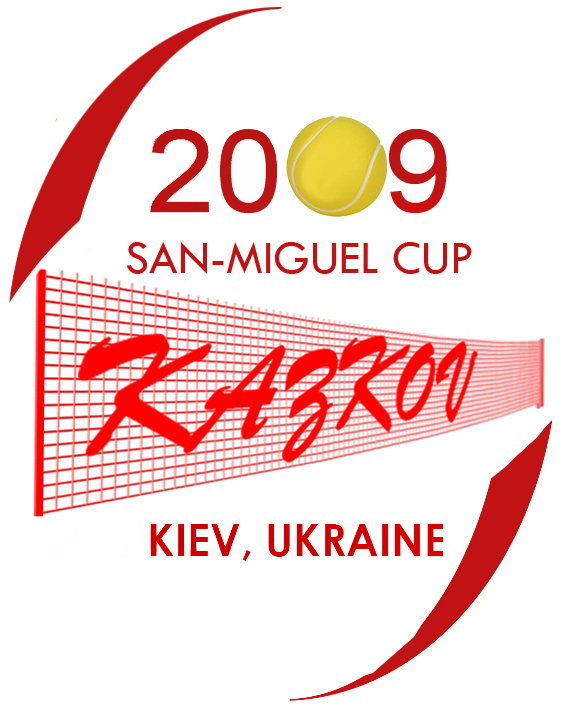 2009
SAN-MIGUEL CUP
KAZKOV
KIEV, UKRAINE